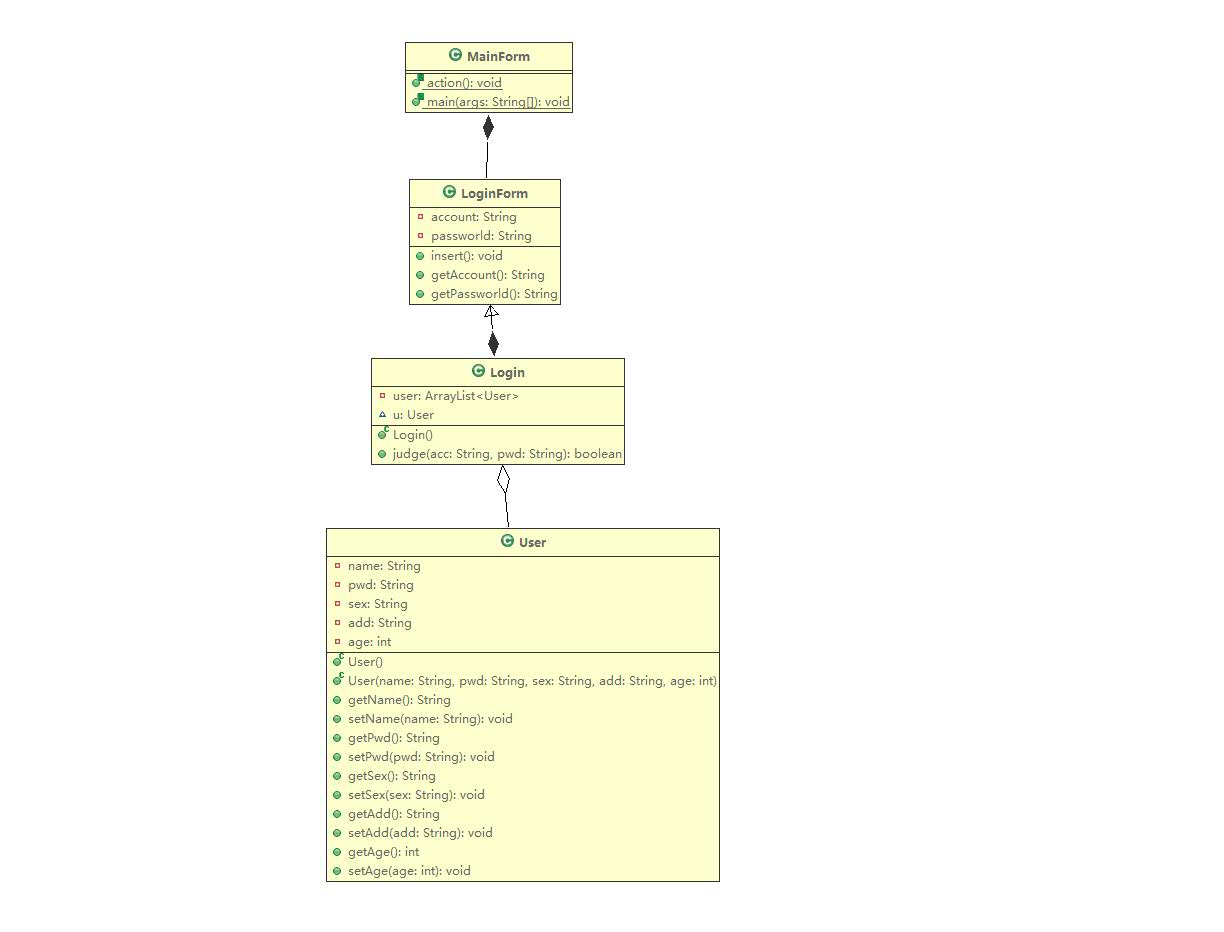 MainForm
action(): void
main(args: String[]): void
LoginForm
account: String
passworld: String
insert(): void
getAccount(): String
getPassworld(): String
Login
user: ArrayList<User>
u: User
Login()
judge(acc: String, pwd: String): boolean
User
name: String
pwd: String
sex: String
add: String
age: int
User()
User(name: String, pwd: String, sex: String, add: String, age: int)
getName(): String
setName(name: String): void
getPwd(): String
setPwd(pwd: String): void
getSex(): String
setSex(sex: String): void
getAdd(): String
setAdd(add: String): void
getAge(): int
setAge(age: int): void